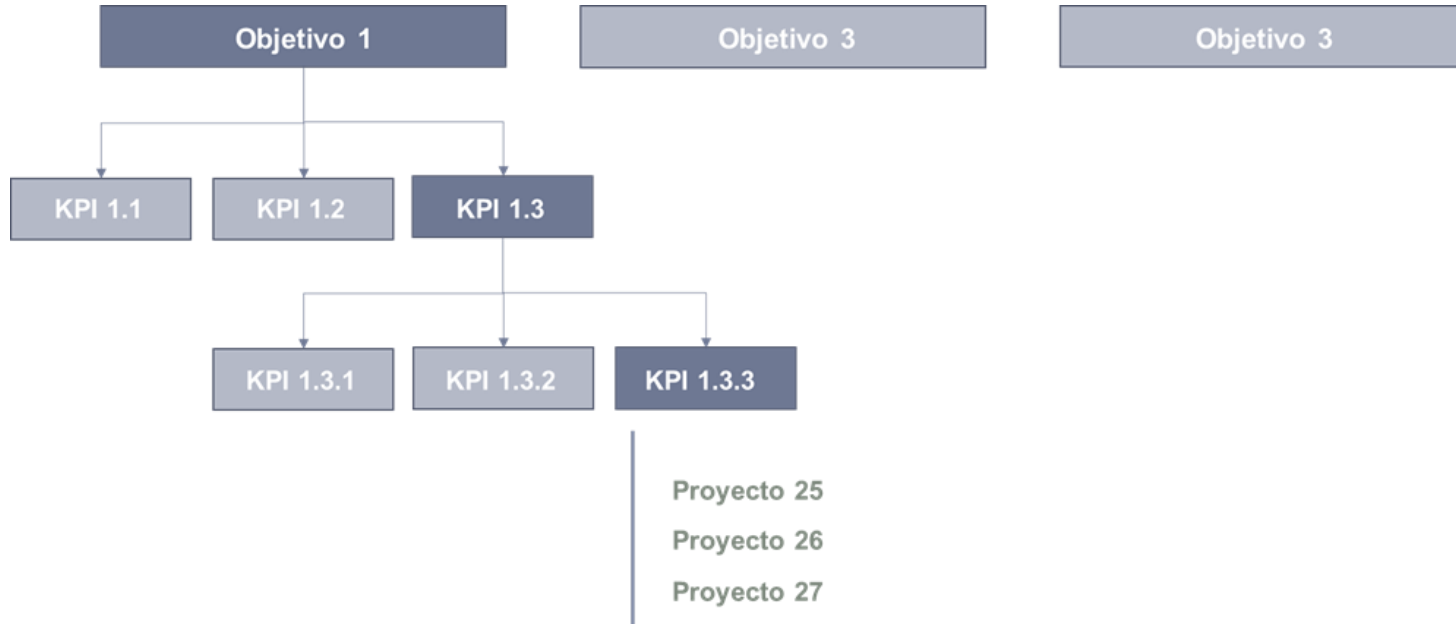 Objetivo 1
Objetivo 3
Objetivo 3
KPI 1.1
KPI 1.2
KPI 1.3
KPI 1.3.1
KPI 1.3.2
KPI 1.3.3
Proyecto 25
Proyecto 26
Proyecto 27